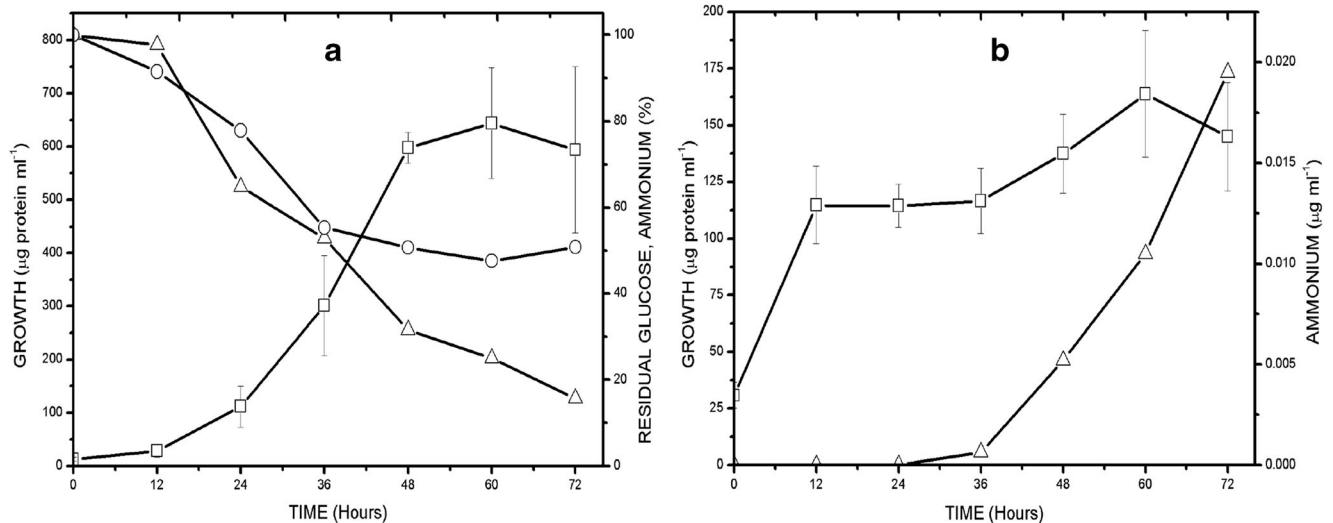 a
GROWTH (µg protein ml⁻¹)
800
700
600
500
400
300
200
100
0
RESIDUAL GLUCOSE, AMMONIUM (%)
100
80
60
40
20
0
0 12 24 36 48 60 72
TIME (Hours)
b
GROWTH (µg protein ml⁻¹)
200
175
150
125
100
75
50
25
0
AMMONIUM (µg ml⁻¹)
0.020
0.015
0.010
0.005
0.000
0 12 24 36 48 60 72
TIME (Hours)